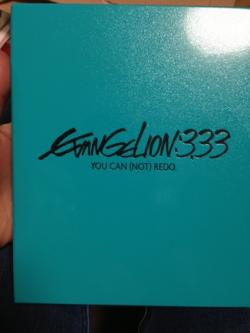 EVANGELION:3.33
YOU CAN (NOT) REDO.